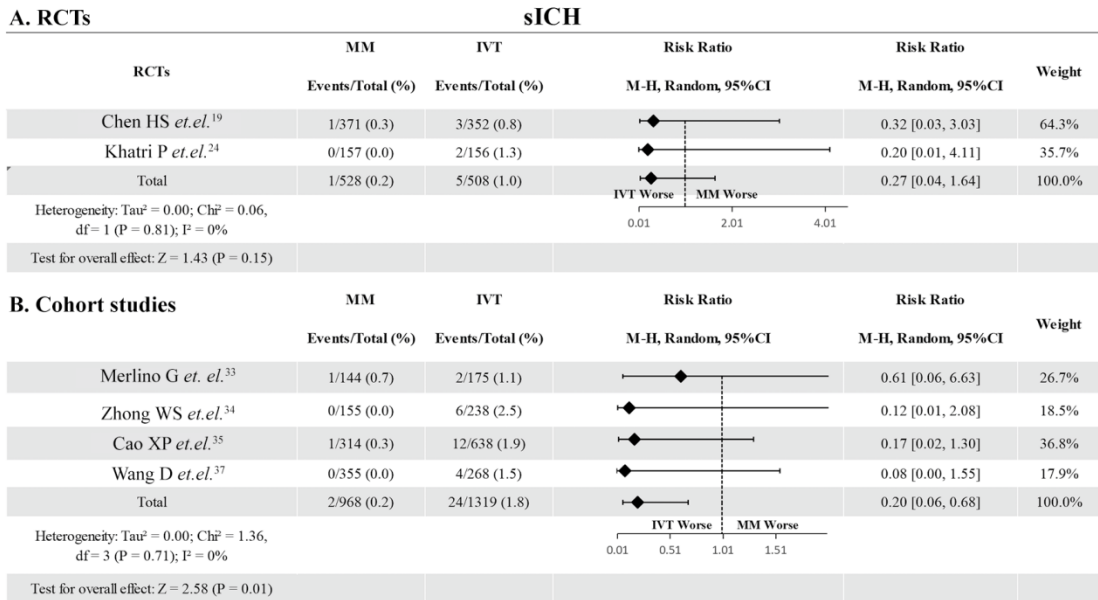 A. RCTs sICH
RCTs MM IVT Risk Ratio Risk Ratio Weight
Events/Total (%) Events/Total (%) M-H, Random, 95%CI M-H, Random, 95%CI
Chen HS et.el.19 1/371 (0.3) 3/352 (0.8) 0.32 [0.03, 3.03] 64.3%
Khatri P et.el.24 0/157 (0.0) 2/156 (1.3) 0.20 [0.01, 4.11] 35.7%
Total 1/528 (0.2) 5/508 (1.0) 0.27 [0.04, 1.64] 100.0%
IVT Worse MM Worse
0.01 2.01 4.01
Heterogeneity: Tau² = 0.00; Chi² = 0.06,
df = 1 (P = 0.81); I² = 0%
Test for overall effect: Z = 1.43 (P = 0.15)
B. Cohort studies MM IVT Risk Ratio Risk Ratio Weight
Events/Total (%) Events/Total (%) M-H, Random, 95%CI M-H, Random, 95%CI
Merlino G et. el.33 1/144 (0.7) 2/175 (1.1) 0.61 [0.06, 6.63] 26.7%
Zhong WS et.el.34 0/155 (0.0) 6/238 (2.5) 0.12 [0.01, 2.08] 18.5%
Cao XP et.el.35 1/314 (0.3) 12/638 (1.9) 0.17 [0.02, 1.30] 36.8%
Wang D et.el.37 0/355 (0.0) 4/268 (1.5) 0.08 [0.00, 1.55] 17.9%
Total 2/968 (0.2) 24/1319 (1.8) 0.20 [0.06, 0.68] 100.0%
IVT Worse MM Worse
0.01 0.51 1.01 1.51
Heterogeneity: Tau² = 0.00; Chi² = 1.36,
df = 3 (P = 0.71); I² = 0%
Test for overall effect: Z = 2.58 (P = 0.01)